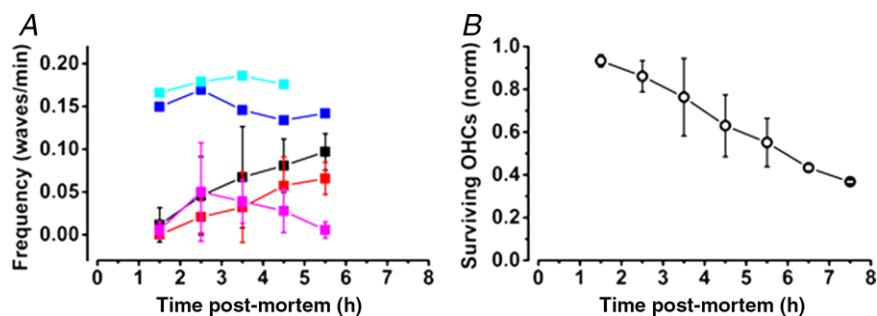 A
Frequency (waves/min)
0.20
0.15
0.10
0.05
0.00
0 1 2 3 4 5 6 7 8
Time post-mortem (h)
B
Surviving OHCs (norm)
1.0
0.8
0.6
0.4
0.2
0.0
0 1 2 3 4 5 6 7 8
Time post-mortem (h)